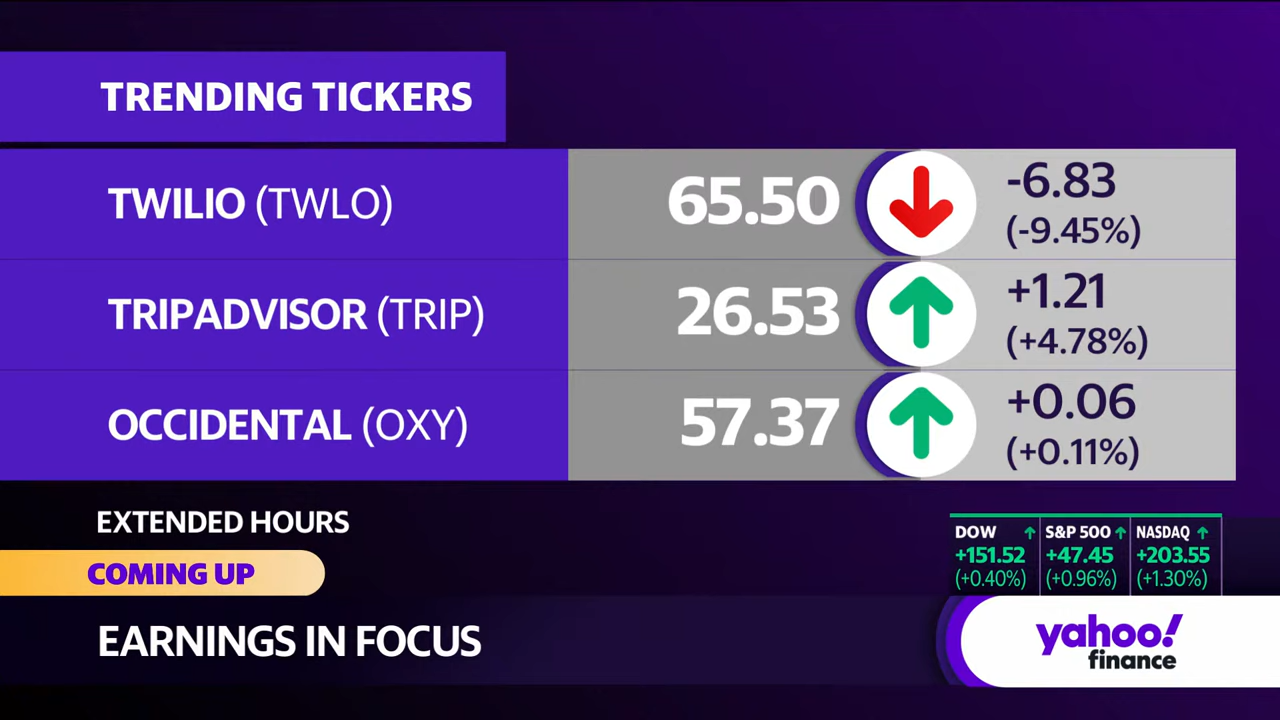 TRENDING TICKERS
TWILIO (TWLO) 65.50 -6.83
(-9.45%)
TRIPADVISOR (TRIP) 26.53 +1.21
(+4.78%)
OCCIDENTAL (OXY) 57.37 +0.06
(+0.11%)
EXTENDED HOURS
COMING UP
EARNINGS IN FOCUS
DOW S&P 500 NASDAQ
+151.52 +47.45 +203.55
(+0.40%) (+0.96%) (+1.30%)
yahoo!
finance